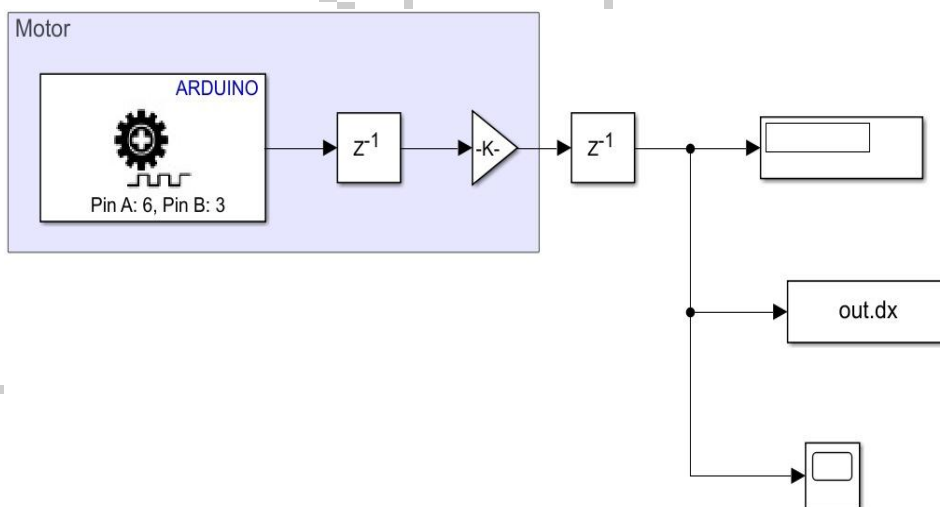 Motor
ARDUINO
Pin A: 6, Pin B: 3
Z-1
-K-
Z-1
out.dx